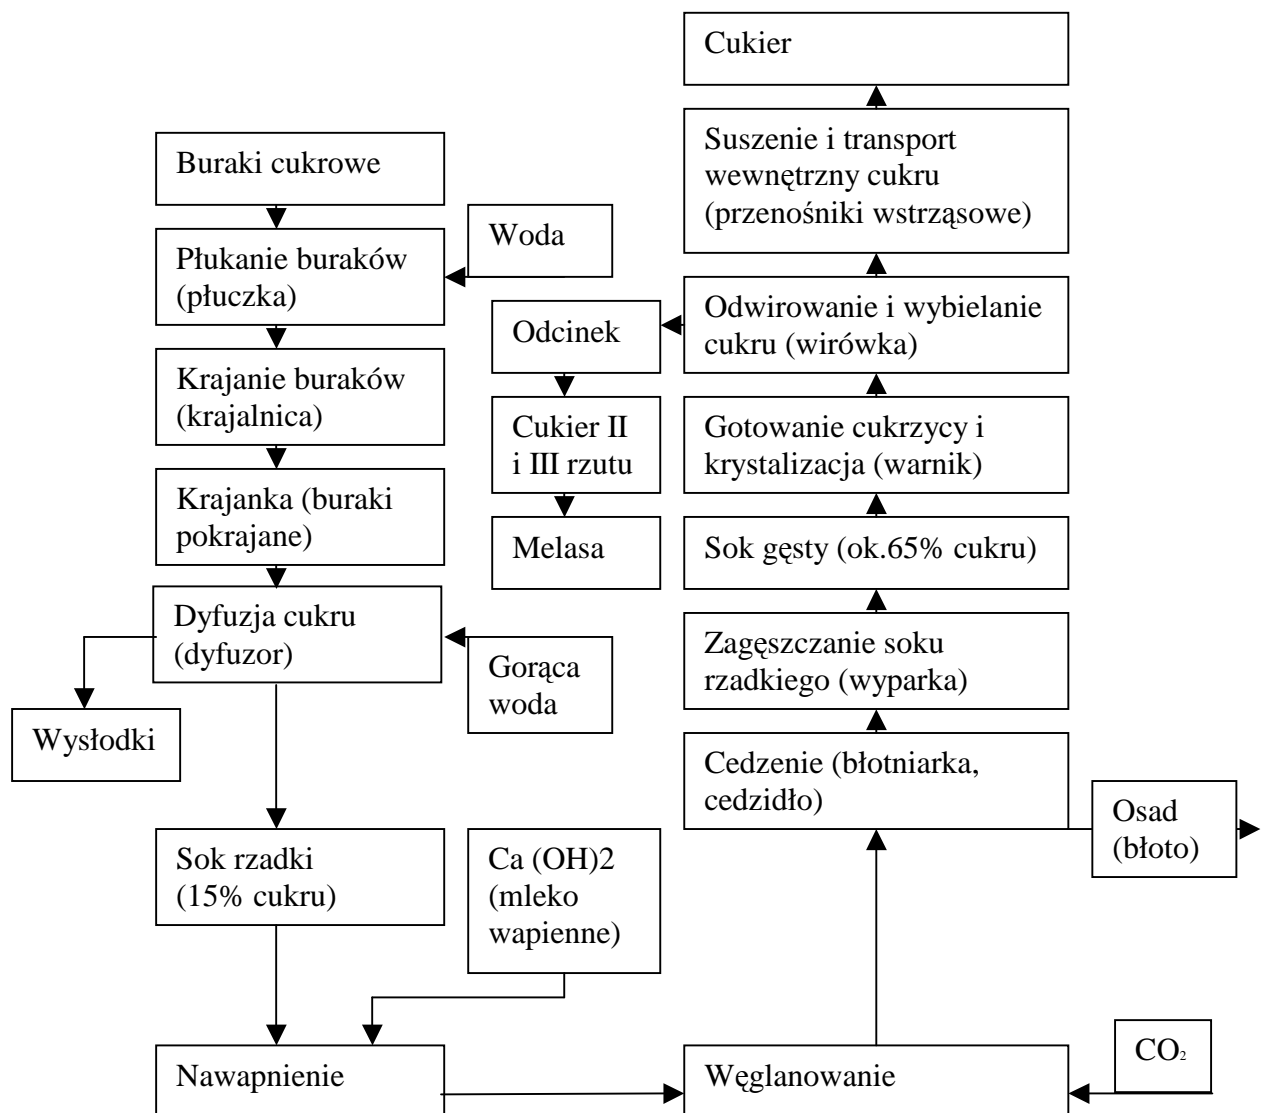 Buraki cukrowe
Płukanie buraków
(płuczka)
Woda
Krajanie buraków
(krajalnica)
Krajanka (buraki
pokrajane)
Dyfuzja cukru
(dyfuzor)
Gorąca
woda
Wysłodki
Sok rzadki
(15% cukru)
Ca (OH)2
(mleko
wapienne)
Nawapnienie
Węglanowanie
CO₂
Cedzenie (błotniarka,
cedzidło)
Osad
(błoto)
Zagęszczanie soku
rzadkiego (wyparka)
Sok gęsty (ok.65% cukru)
Gotowanie cukrzycy i
krystalizacja (warnik)
Odwirowanie i wybielanie
cukru (wirówka)
Odcinek
Cukier II
i III rzutu
Melasa
Suszenie i transport
wewnętrzny cukru
(przenośniki wstrząsowe)
Cukier